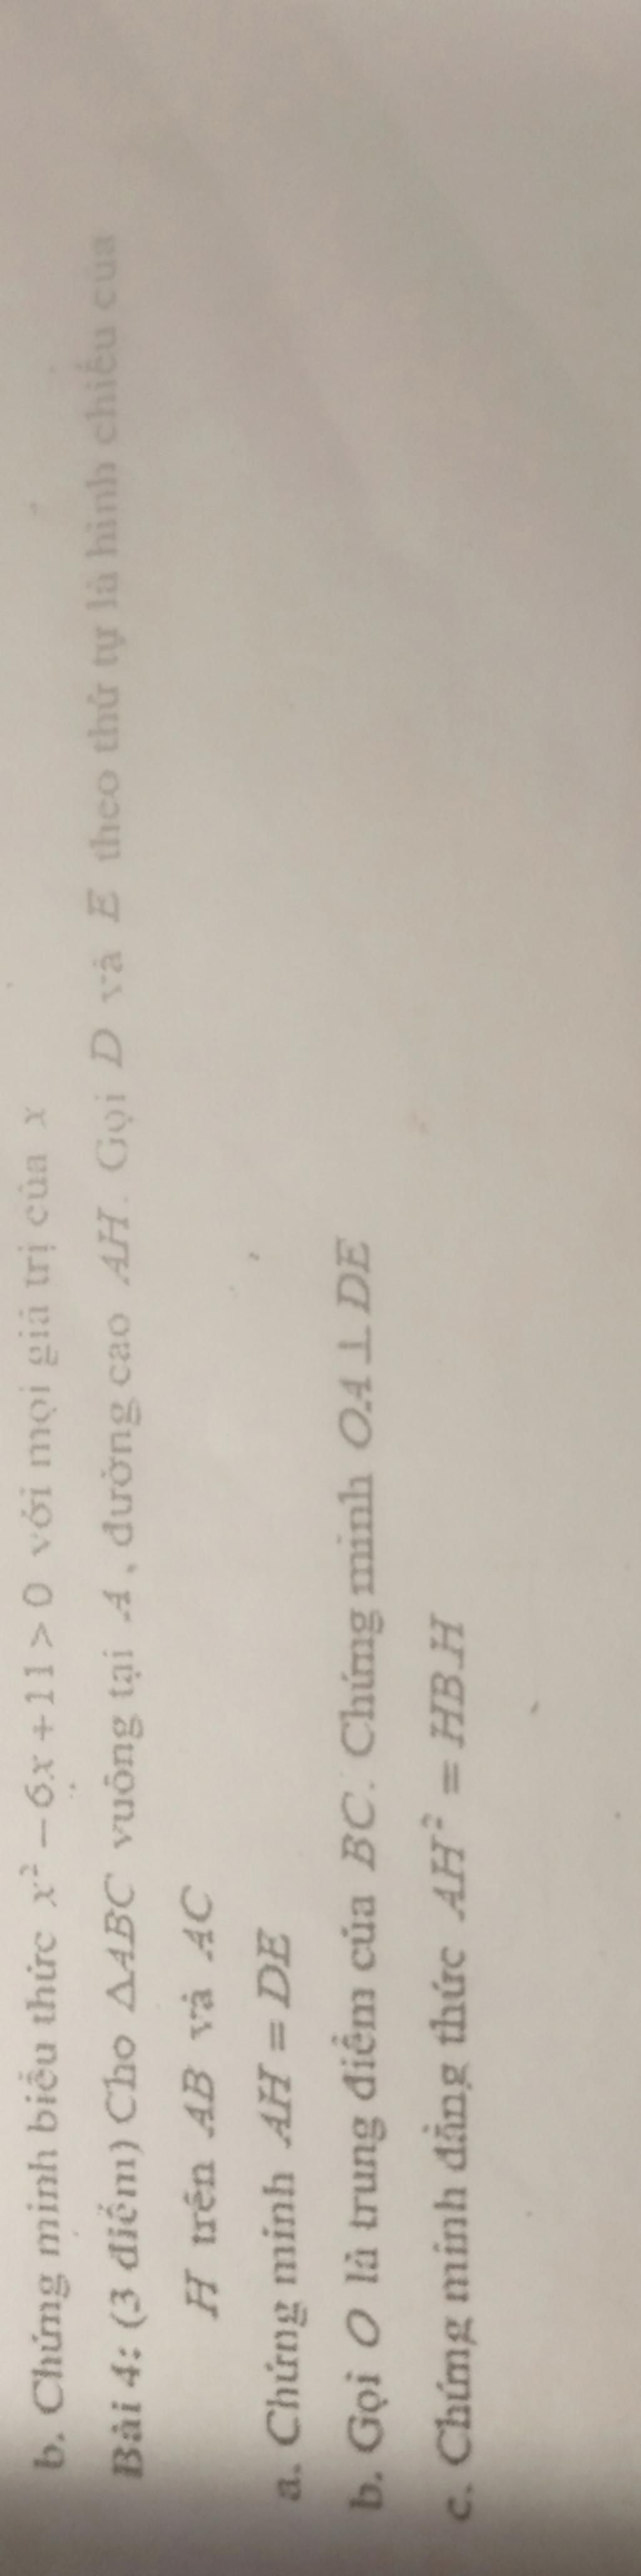 b. Chứng minh biểu thức x² – 6x + 11 > 0 với mọi giá trị của x
Bài 4: (3 điểm) Cho ΔABC vuông tại A, đường cao AH. Gọi D và E theo thứ tự là hình chiếu của
H trên AB và AC
a. Chứng minh AH = DE
b. Gọi O là trung điểm của BC. Chứng minh OA ⊥ DE
c. Chứng minh đẳng thức AH² = HB.H